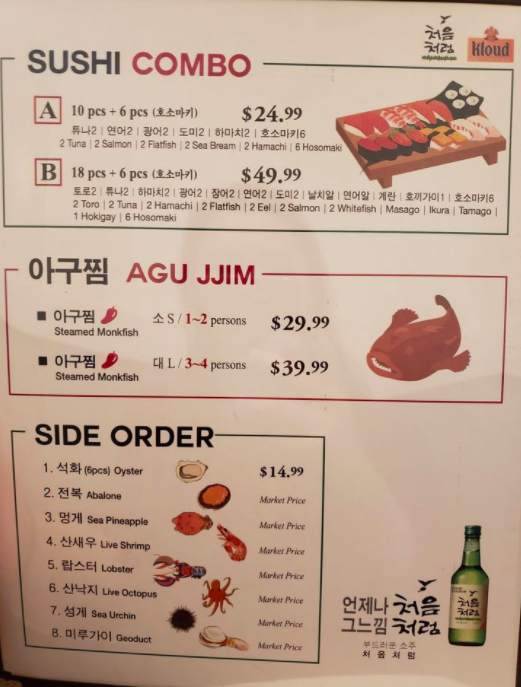 처음
처럼
Kloud
SUSHI COMBO
A 10 pcs + 6 pcs (호소마키) $24.99
튜나2 | 연어2 | 광어2 | 도미2 | 하마치2 | 호소마키6
2 Tuna | 2 Salmon | 2 Flatfish | 2 Sea Bream | 2 Hamachi | 6 Hosomaki
B 18 pcs + 6 pcs (호소마키) $49.99
토로2 | 튜나2 | 하마치2 | 광어2 | 장어2 | 연어2 | 도미2 | 날치알 | 연어알 | 계란 | 호끼가이1 | 호소마키6
2 Toro | 2 Tuna | 2 Hamachi | 2 Flatfish | 2 Eel | 2 Salmon | 2 Whitefish | Masago | Ikura | Tamago |
1 Hokigay | 6 Hosomaki
아구찜 AGU JJIM
■ 아구찜 소 S / 1~2 persons $29.99
Steamed Monkfish
■ 아구찜 대 L / 3~4 persons $39.99
Steamed Monkfish
SIDE ORDER
1. 석화 (6pcs) Oyster $14.99
2. 전복 Abalone Market Price
3. 멍게 Sea Pineapple Market Price
4. 산새우 Live Shrimp Market Price
5. 랍스터 Lobster Market Price
6. 산낙지 Live Octopus Market Price
7. 성게 Sea Urchin Market Price
8. 미루가이 Geoduct Market Price
언제나 처음
그느낌 처럼
부드러운 소주
처음처럼
처음
처럼